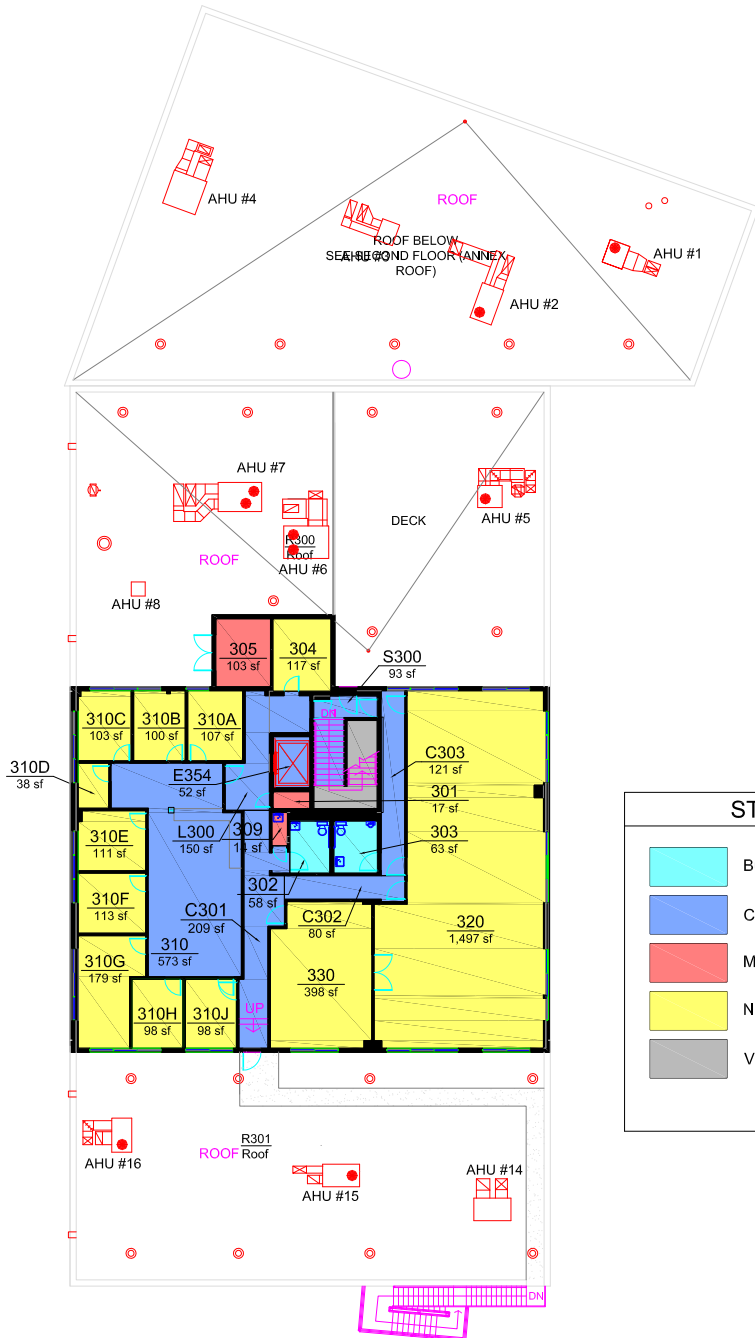 AHU #4
ROOF
AHU #1
ROOF BELOW
AHU #3
SEE SECOND FLOOR (ANNEX
ROOF)
AHU #2
AHU #7
AHU #5
DECK
R300
Roof
ROOF
AHU #6
AHU #8
305
103 sf
304
117 sf
S300
93 sf
310C
103 sf
310B
100 sf
310A
107 sf
DN
C303
121 sf
310D
38 sf
E354
52 sf
301
17 sf
L300
150 sf
309
14 sf
303
63 sf
310E
111 sf
302
58 sf
310F
113 sf
C301
209 sf
C302
80 sf
320
1,497 sf
310
573 sf
310G
179 sf
330
398 sf
310H
98 sf
310J
98 sf
UP
ST
B
C
M
N
V
ROOF
R301
Roof
AHU #16
AHU #15
AHU #14
DN